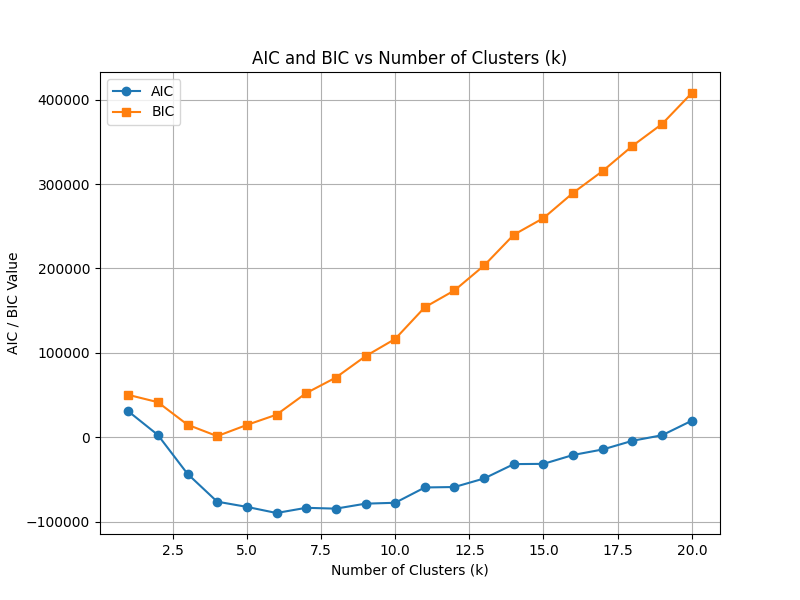 AIC and BIC vs Number of Clusters (k)
AIC
BIC
400000
300000
200000
100000
0
−100000
AIC / BIC Value
2.5 5.0 7.5 10.0 12.5 15.0 17.5 20.0
Number of Clusters (k)